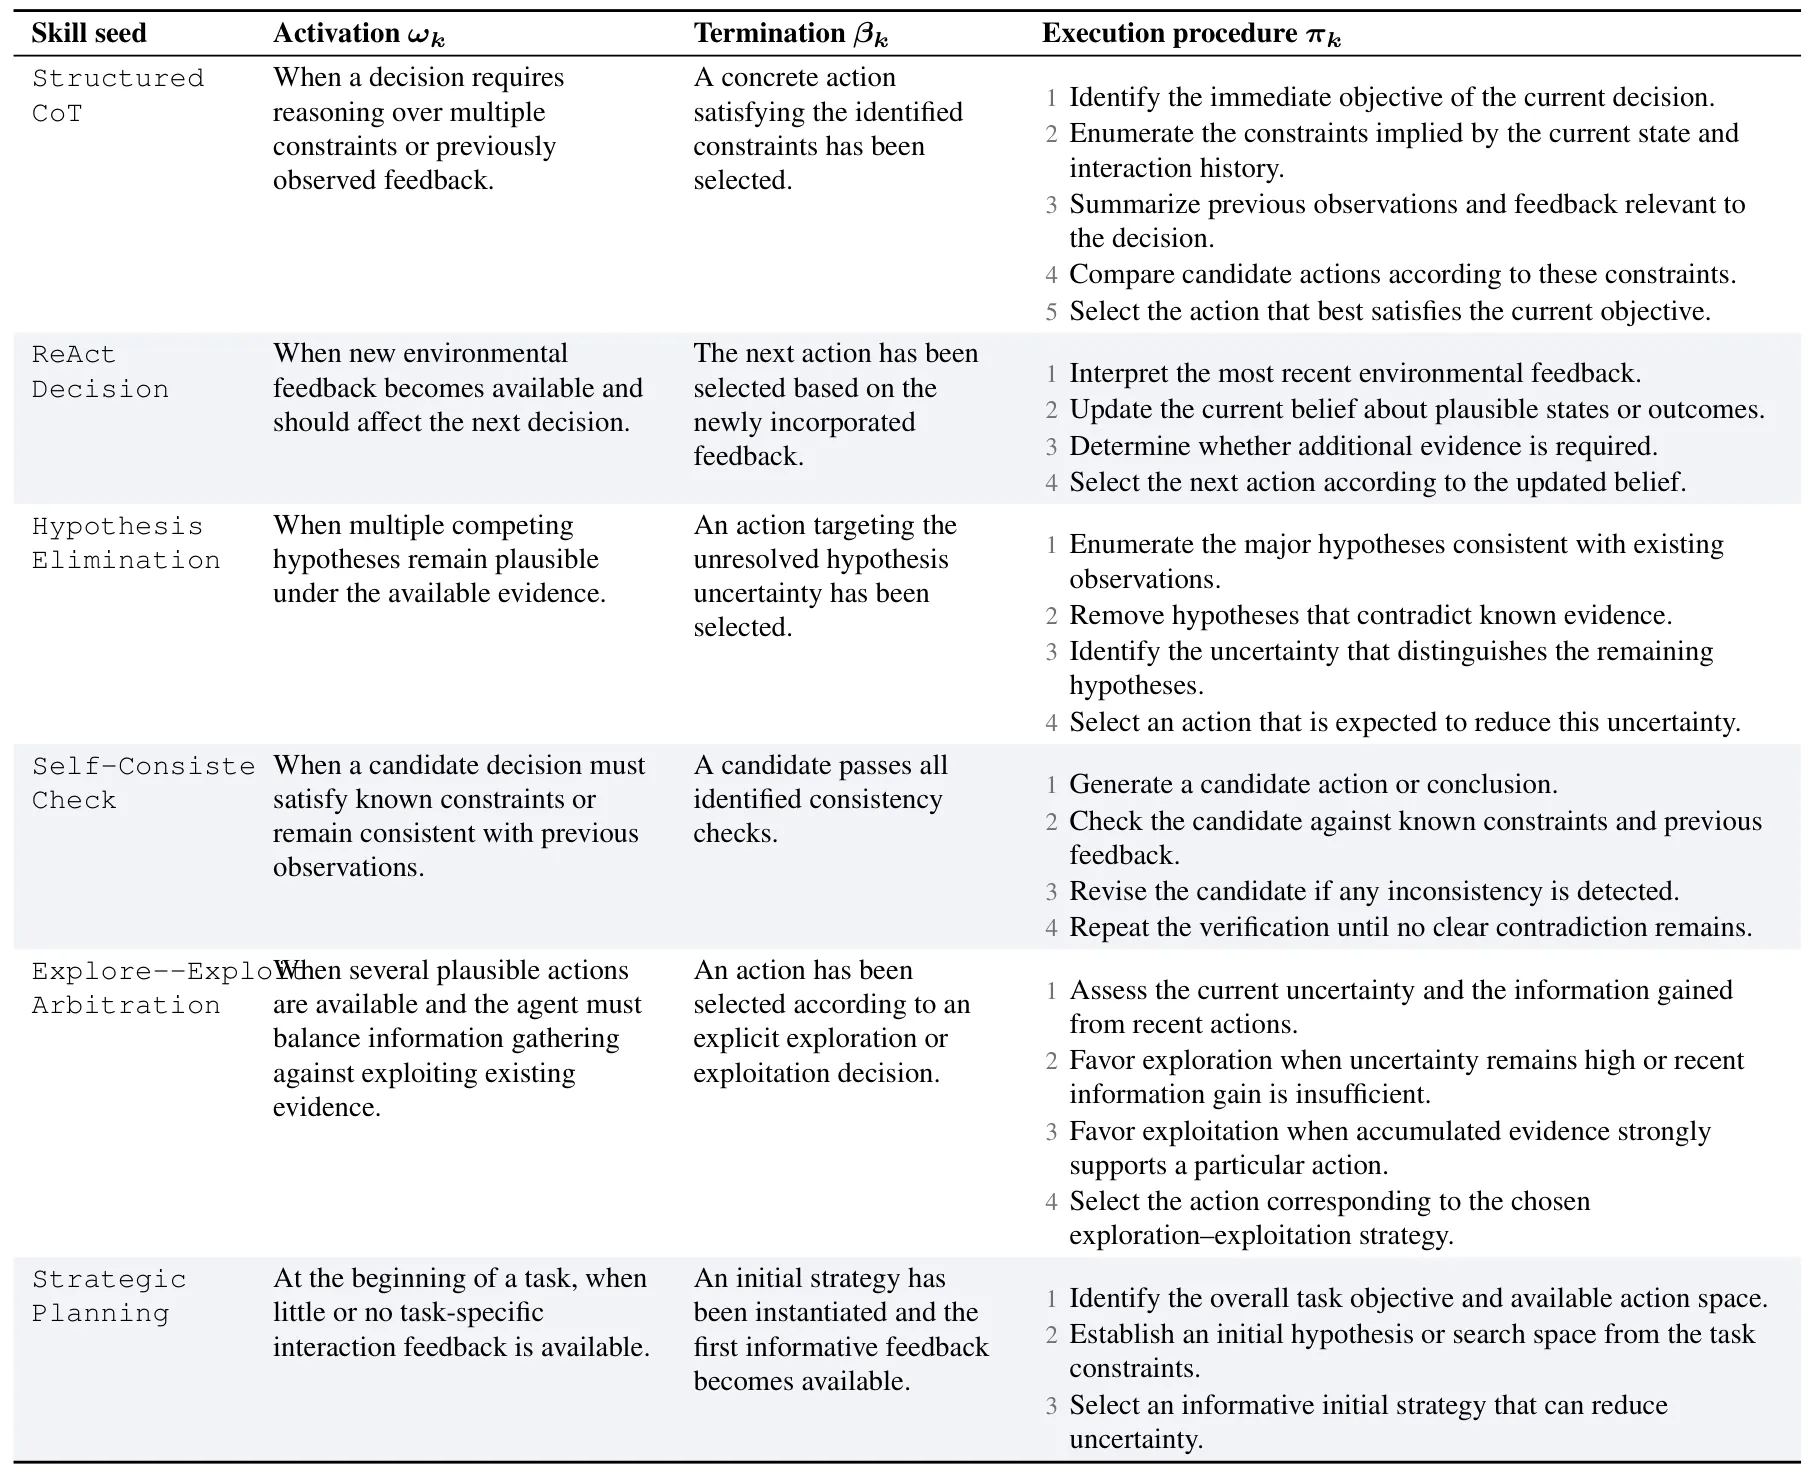 Skill seed Activation ωk Termination βk Execution procedure πk
Structured
CoT
When a decision requires
reasoning over multiple
constraints or previously
observed feedback.
A concrete action
satisfying the identified
constraints has been
selected.
1 Identify the immediate objective of the current decision.
2 Enumerate the constraints implied by the current state and
interaction history.
3 Summarize previous observations and feedback relevant to
the decision.
4 Compare candidate actions according to these constraints.
5 Select the action that best satisfies the current objective.
ReAct
Decision
When new environmental
feedback becomes available and
should affect the next decision.
The next action has been
selected based on the
newly incorporated
feedback.
1 Interpret the most recent environmental feedback.
2 Update the current belief about plausible states or outcomes.
3 Determine whether additional evidence is required.
4 Select the next action according to the updated belief.
Hypothesis
Elimination
When multiple competing
hypotheses remain plausible
under the available evidence.
An action targeting the
unresolved hypothesis
uncertainty has been
selected.
1 Enumerate the major hypotheses consistent with existing
observations.
2 Remove hypotheses that contradict known evidence.
3 Identify the uncertainty that distinguishes the remaining
hypotheses.
4 Select an action that is expected to reduce this uncertainty.
Self-Consiste
Check
When a candidate decision must
satisfy known constraints or
remain consistent with previous
observations.
A candidate passes all
identified consistency
checks.
1 Generate a candidate action or conclusion.
2 Check the candidate against known constraints and previous
feedback.
3 Revise the candidate if any inconsistency is detected.
4 Repeat the verification until no clear contradiction remains.
Explore--Exploit
Arbitration
When several plausible actions
are available and the agent must
balance information gathering
against exploiting existing
evidence.
An action has been
selected according to an
explicit exploration or
exploitation decision.
1 Assess the current uncertainty and the information gained
from recent actions.
2 Favor exploration when uncertainty remains high or recent
information gain is insufficient.
3 Favor exploitation when accumulated evidence strongly
supports a particular action.
4 Select the action corresponding to the chosen
exploration–exploitation strategy.
Strategic
Planning
At the beginning of a task, when
little or no task-specific
interaction feedback is available.
An initial strategy has
been instantiated and the
first informative feedback
becomes available.
1 Identify the overall task objective and available action space.
2 Establish an initial hypothesis or search space from the task
constraints.
3 Select an informative initial strategy that can reduce
uncertainty.